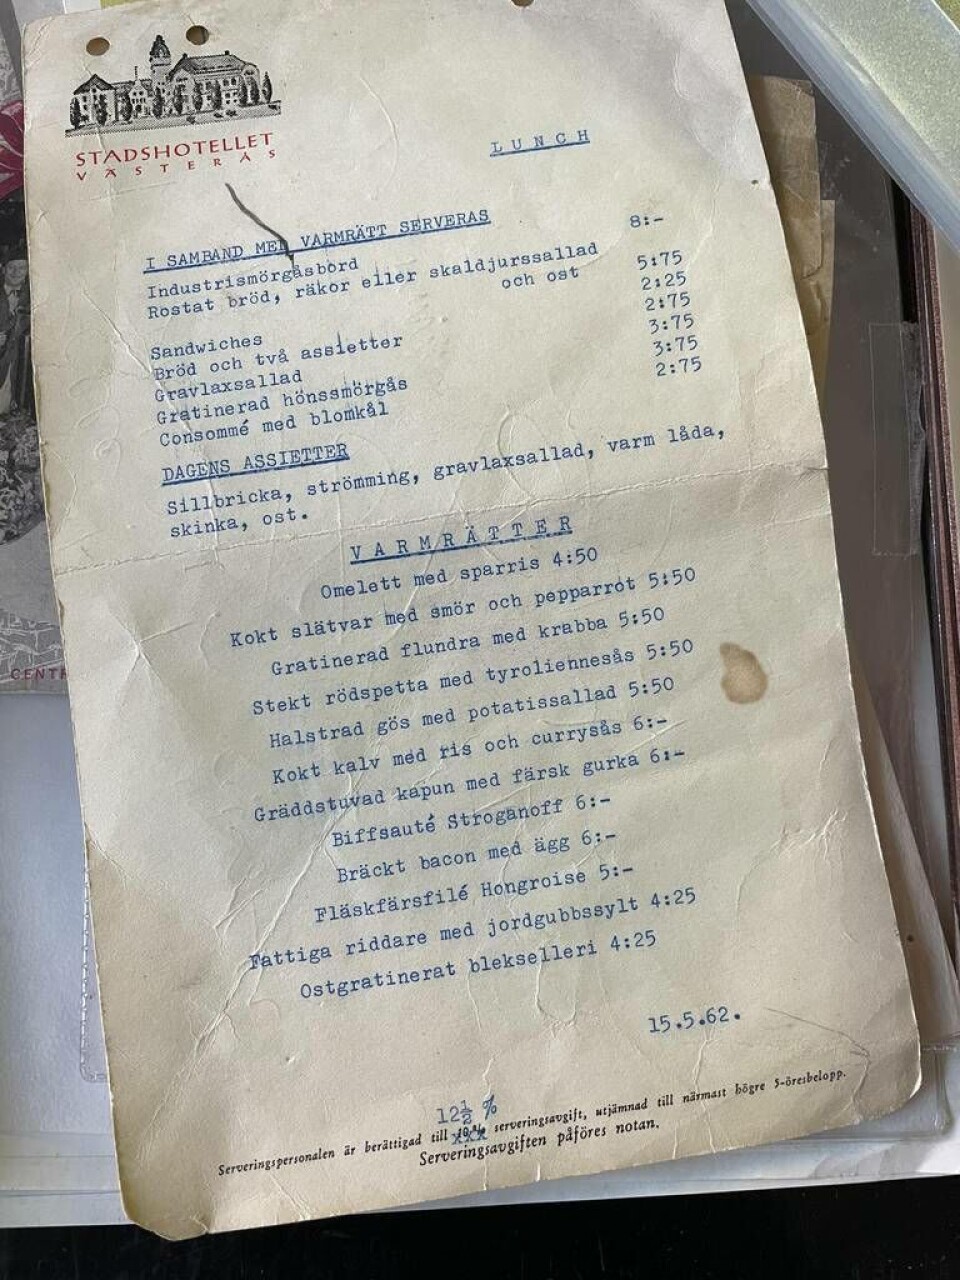 STADSHOTELLET
VÄSTERÅS
LUNCH
I SAMBAND MED VARMRÄTT SERVERAS
Industrismörgåsbord 8:-
Rostat bröd, räkor eller skaldjurssallad
och ost 5:75
Sandwiches 2:25
Bröd och två assietter 2:75
Gravlaxsallad 3:75
Gratinerad hönssmörgås 3:75
Consommé med blomkål 2:75
DAGENS ASSIETTER
Sillbricka, strömming, gravlaxsallad, varm låda,
skinka, ost.
VARMRÄTTER
Omelett med sparris 4:50
Kokt slätvar med smör och pepparrot 5:50
Gratinerad flundra med krabba 5:50
Stekt rödspetta med tyroliennesås 5:50
Halstrad gös med potatissallad 5:50
Kokt kalv med ris och currysås 6:-
Gräddstuvad kapun med färsk gurka 6:-
Biffsauté Stroganoff 6:-
Bräckt bacon med ägg 6:-
Fläskfärsfilé Hongroise 5:-
Fattiga riddare med jordgubbssylt 4:25
Ostgratinerat blekselleri 4:25
15.5.62.
12½ %
Serveringspersonalen är berättigad till serveringsavgift, utjämnad till närmast högre 5-öresbelopp.
Serveringsavgiften påföres notan.
CENTR